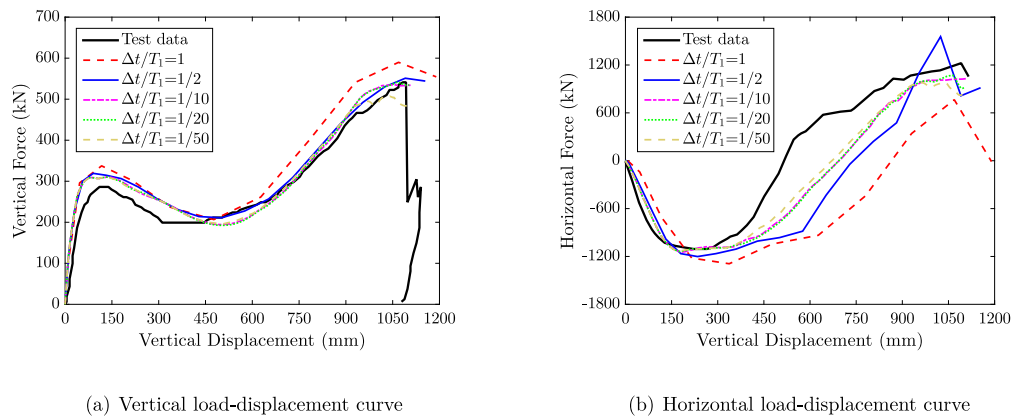 700
600
500
400
300
200
100
0
Vertical Force (kN)
Test data
Δt/T₁=1
Δt/T₁=1/2
Δt/T₁=1/10
Δt/T₁=1/20
Δt/T₁=1/50
0 150 300 450 600 750 900 1050 1200
Vertical Displacement (mm)
(a) Vertical load-displacement curve
1800
1200
600
0
-600
-1200
-1800
Horizontal Force (kN)
Test data
Δt/T₁=1
Δt/T₁=1/2
Δt/T₁=1/10
Δt/T₁=1/20
Δt/T₁=1/50
0 150 300 450 600 750 900 1050 1200
Vertical Displacement (mm)
(b) Horizontal load-displacement curve